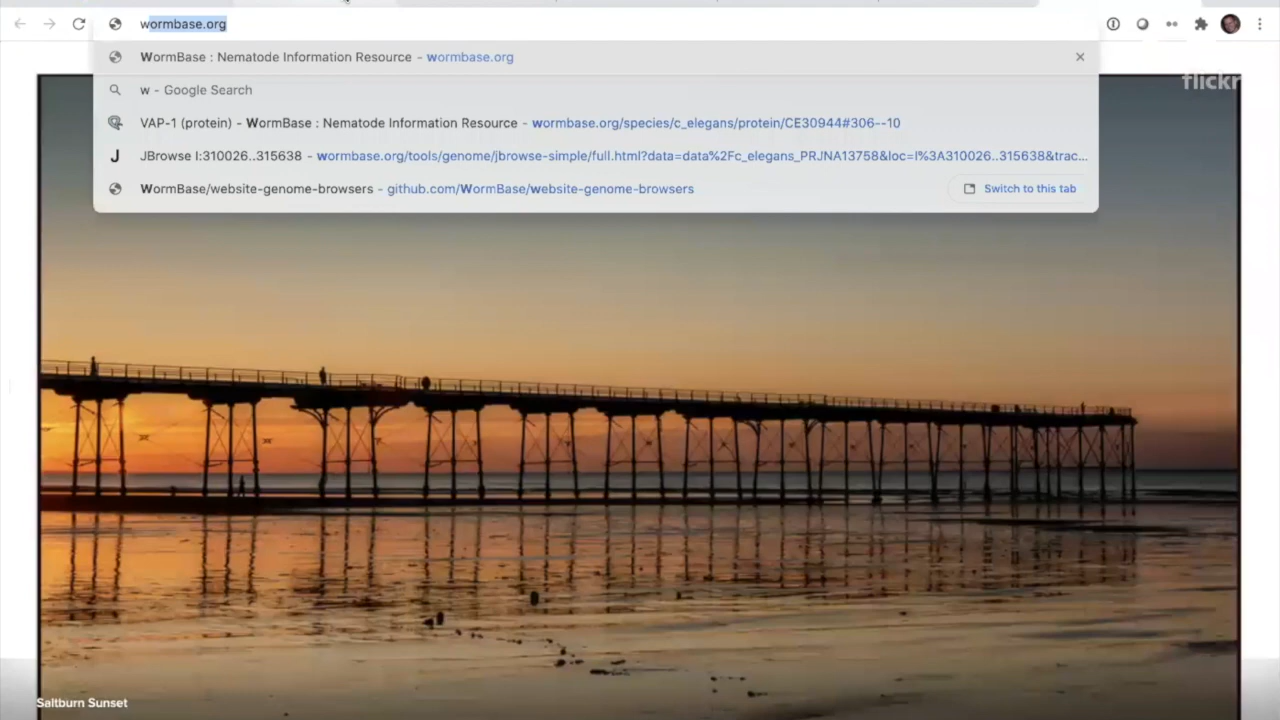 wormbase.org
WormBase : Nematode Information Resource - wormbase.org
w - Google Search
flickr
VAP-1 (protein) - WormBase : Nematode Information Resource - wormbase.org/species/c_elegans/protein/CE30944#306--10
J JBrowse I:310026..315638 - wormbase.org/tools/genome/jbrowse-simple/full.html?data=data%2Fc_elegans_PRJNA13758&loc=I%3A310026..315638&trac...
WormBase/website-genome-browsers - github.com/WormBase/website-genome-browsers Switch to this tab
Saltburn Sunset